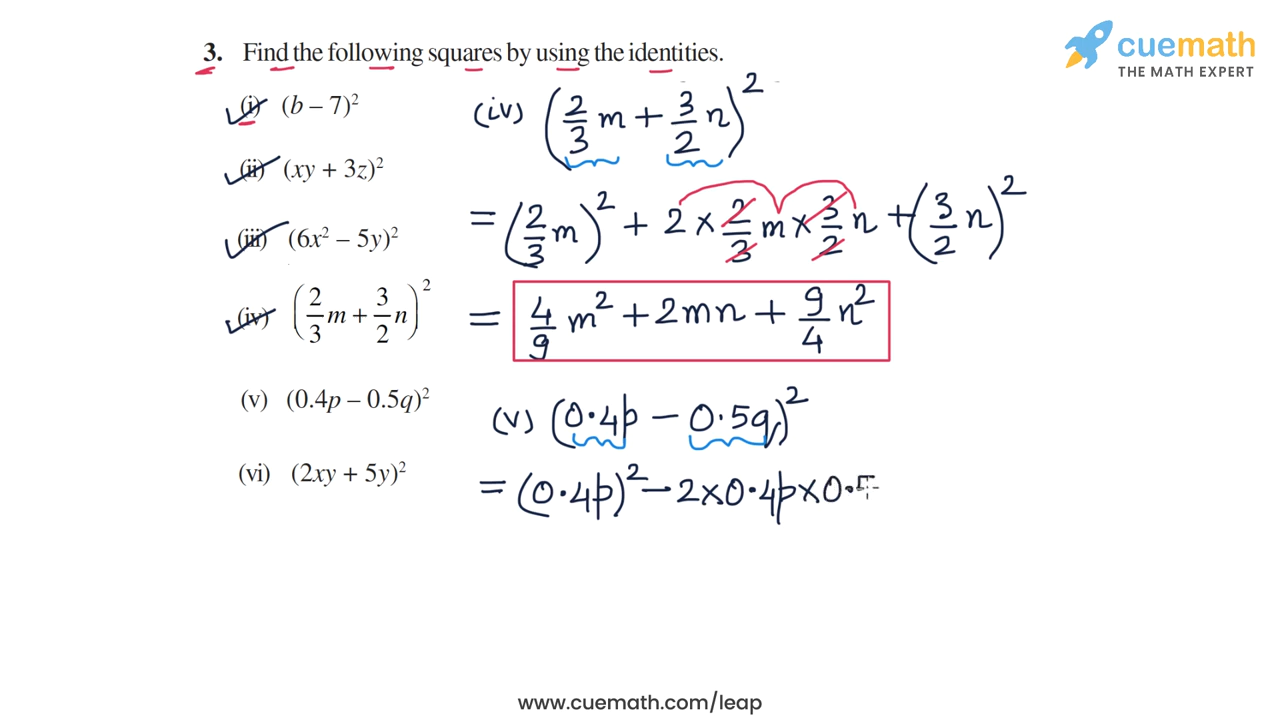 3. Find the following squares by using the identities.
cuemath
THE MATH EXPERT
(i) (b – 7)²
(ii) (xy + 3z)²
(iii) (6x² – 5y)²
(iv) (2/3 m + 3/2 n)²
(v) (0.4p – 0.5q)²
(vi) (2xy + 5y)²
(iv) (2/3 m + 3/2 n)²
= (2/3 m)² + 2 × 2/3 m × 3/2 n + (3/2 n)²
= 4/9 m² + 2mn + 9/4 n²
(v) (0.4p – 0.5q)²
= (0.4p)² – 2×0.4p×0.5
www.cuemath.com/leap